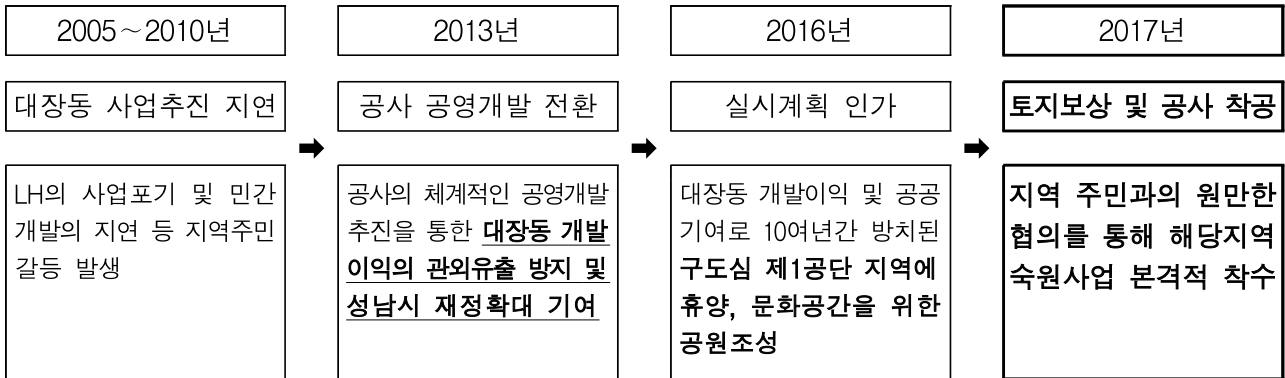 2005～2010년
2013년
2016년
2017년
대장동 사업추진 지연
공사 공영개발 전환
실시계획 인가
토지보상 및 공사 착공
LH의 사업포기 및 민간
개발의 지연 등 지역주민
갈등 발생
공사의 체계적인 공영개발
추진을 통한 대장동 개발
이익의 관외유출 방지 및
성남시 재정확대 기여
대장동 개발이익 및 공공
기여로 10여년간 방치된
구도심 제1공단 지역에
휴양, 문화공간을 위한
공원조성
지역 주민과의 원만한
협의를 통해 해당지역
숙원사업 본격적 착수